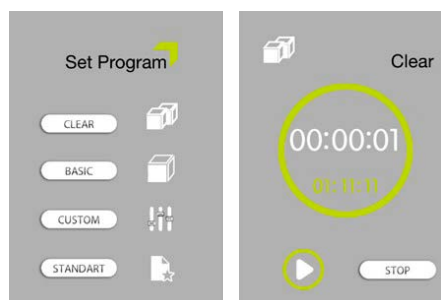 Set Program
CLEAR
BASIC
CUSTOM
STANDART
Clear
00:00:01
01:11:11
STOP